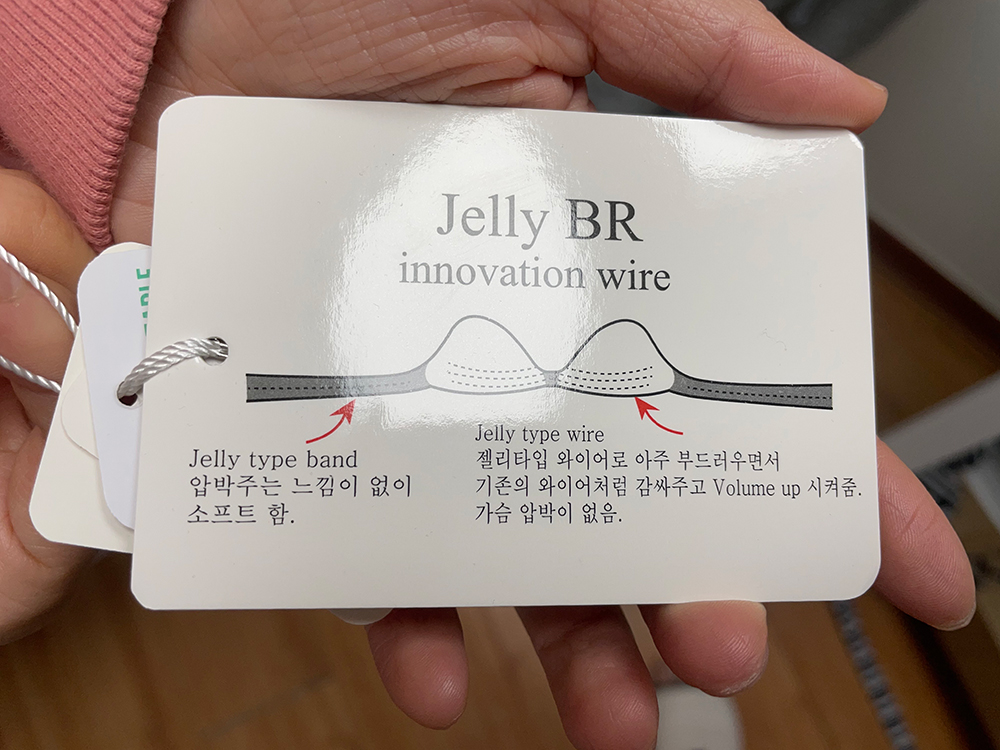 Jelly BR
innovation wire
Jelly type band
압박주는 느낌이 없이
소프트 함.
Jelly type wire
젤리타입 와이어로 아주 부드러우면서
기존의 와이어처럼 감싸주고 Volume up 시켜줌.
가슴 압박이 없음.